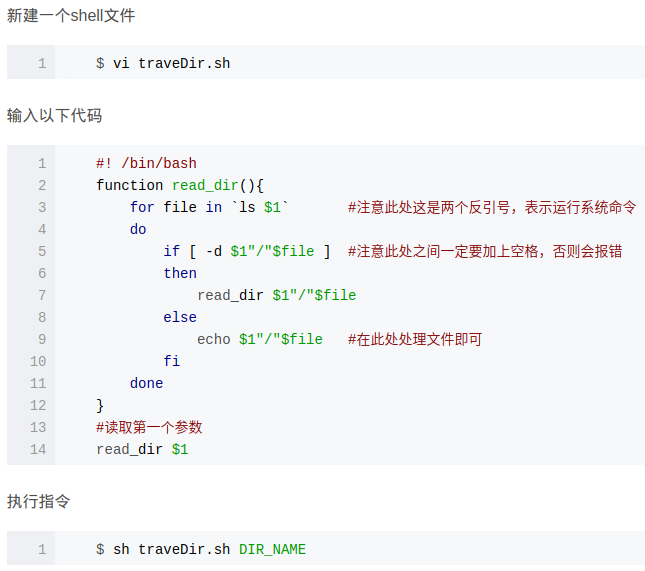 新建一个shell文件
1 $ vi traveDir.sh
输入以下代码
1 #! /bin/bash
2 function read_dir(){
3 for file in `ls $1` #注意此处这是两个反引号，表示运行系统命令
4 do
5 if [ -d $1"/"$file ] #注意此处之间一定要加上空格，否则会报错
6 then
7 read_dir $1"/"$file
8 else
9 echo $1"/"$file #在此处处理文件即可
10 fi
11 done
12 }
13 #读取第一个参数
14 read_dir $1
执行指令
1 $ sh traveDir.sh DIR_NAME